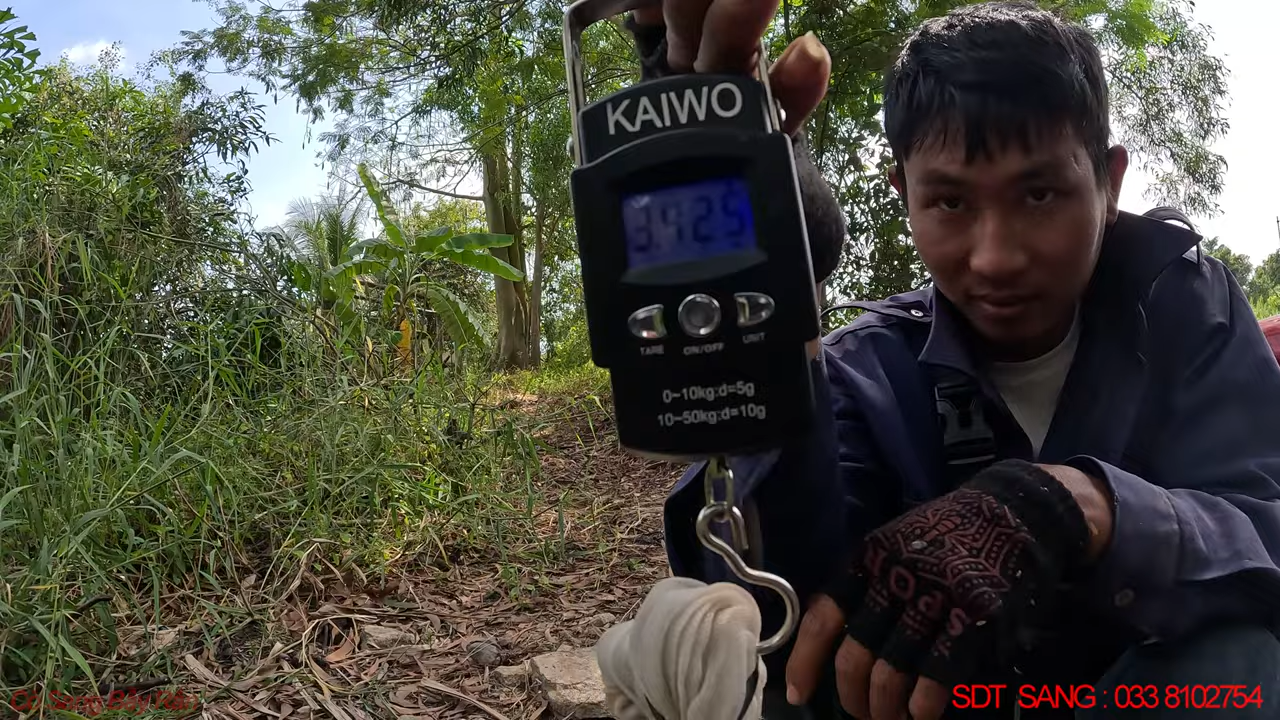 KAIWO
3.425
TARE ON/OFF UNIT
0~10kg:d=5g
10~50kg:d=10g
SDT SANG : 033 8102754